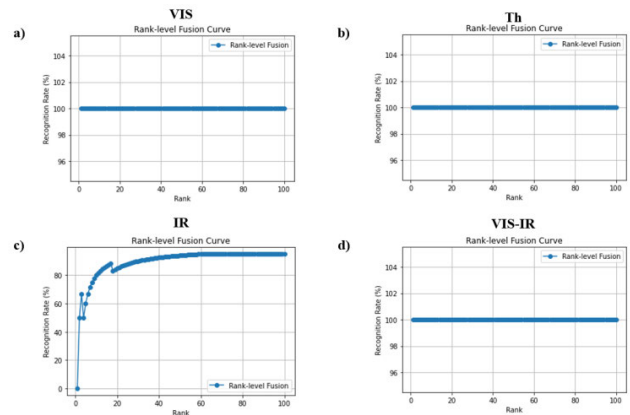 VIS
a)
Rank-level Fusion Curve
Rank-level Fusion
Recognition Rate (%)
104
102
100
98
96
0 20 40 60 80 100
Rank
Th
b)
Rank-level Fusion Curve
Rank-level Fusion
Recognition Rate (%)
104
102
100
98
96
0 20 40 60 80 100
Rank
IR
c)
Rank-level Fusion Curve
Recognition Rate (%)
80
60
40
20
0
Rank-level Fusion
0 20 40 60 80 100
Rank
VIS-IR
d)
Rank-level Fusion Curve
Rank-level Fusion
Recognition Rate (%)
104
102
100
98
96
0 20 40 60 80 100
Rank